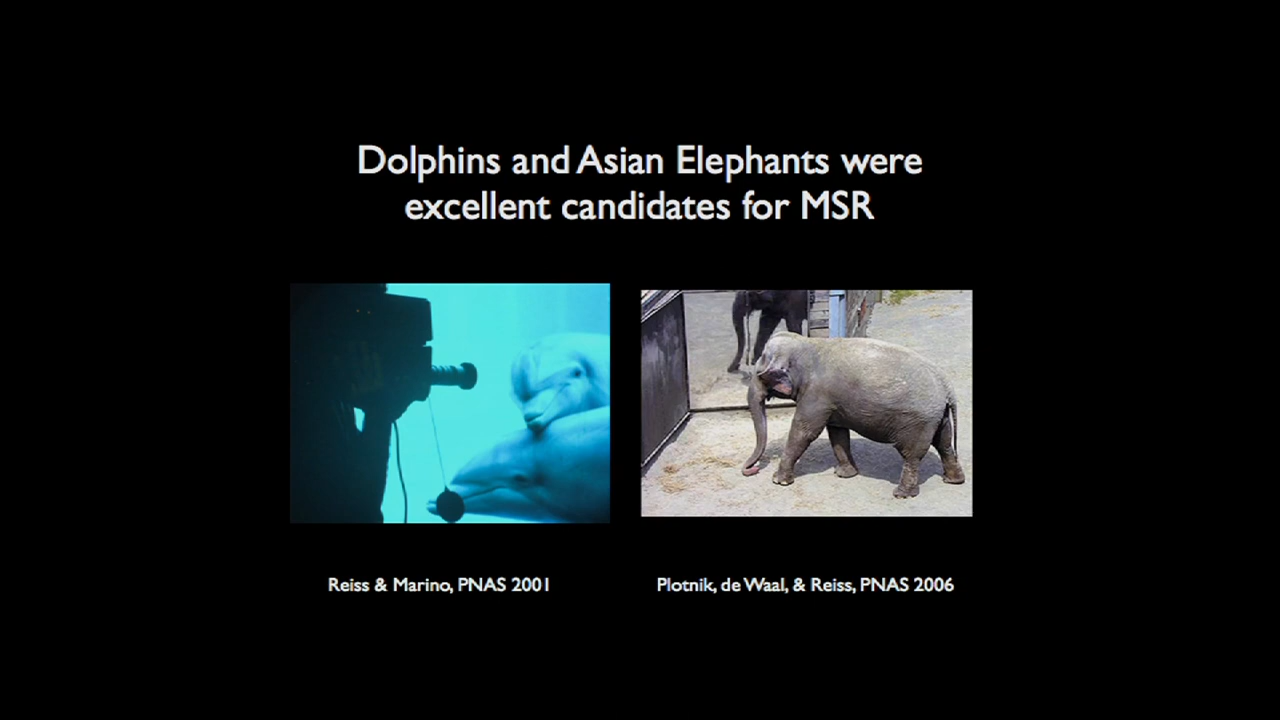 Dolphins and Asian Elephants were
excellent candidates for MSR
Reiss & Marino, PNAS 2001
Plotnik, de Waal, & Reiss, PNAS 2006